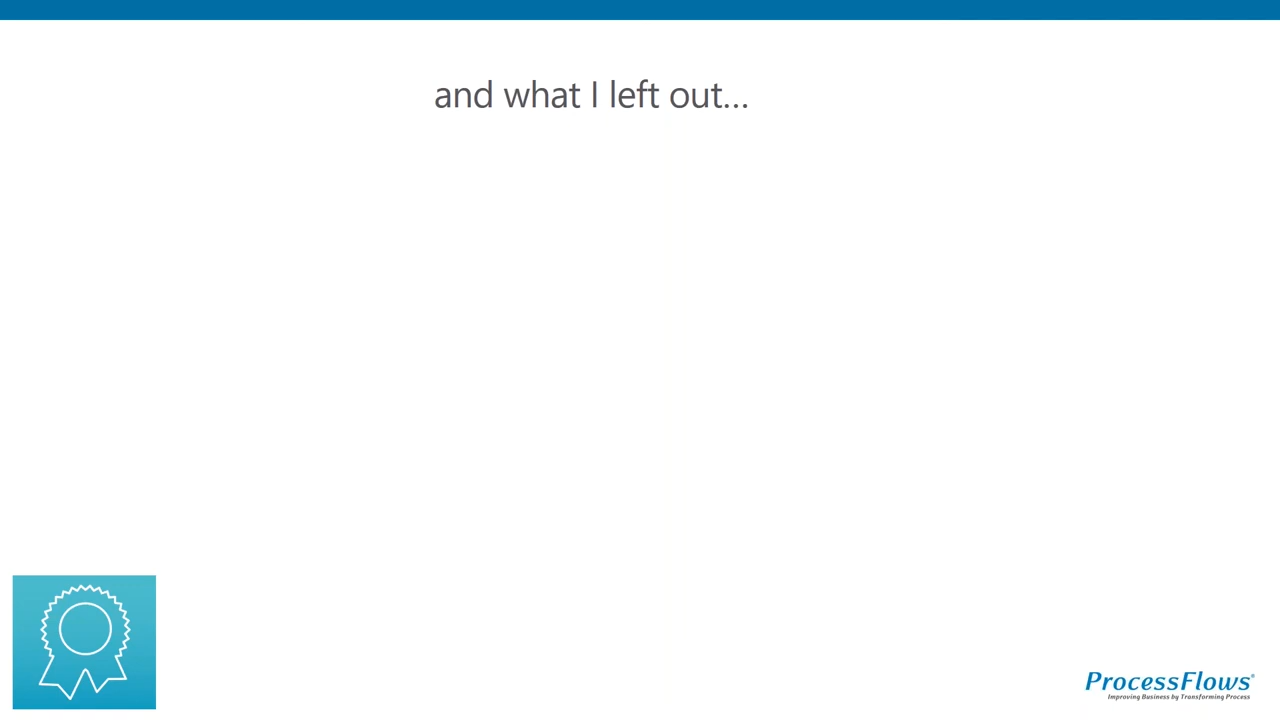 and what I left out...
ProcessFlows®
Improving Business by Transforming Process